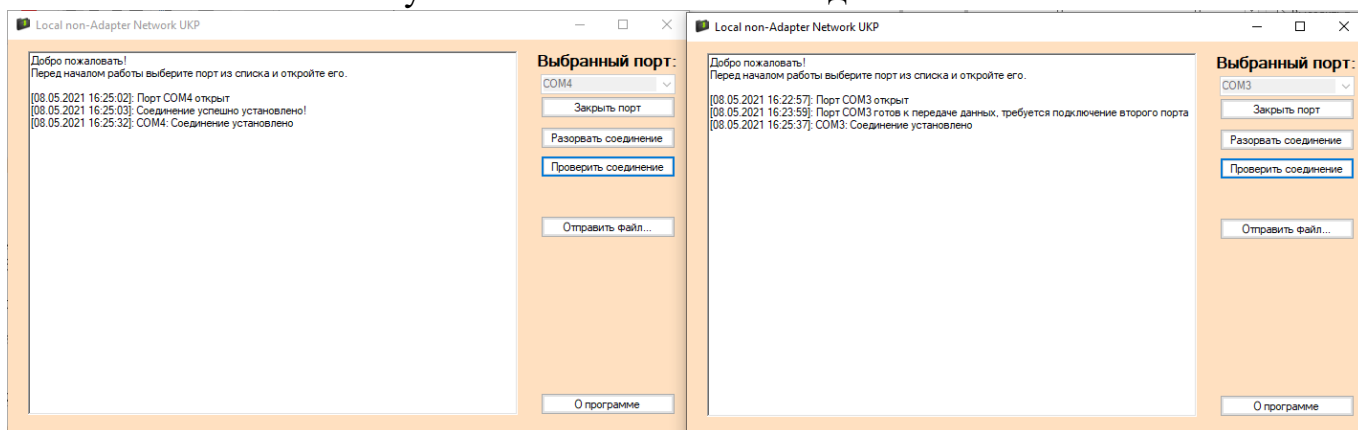 Local non-Adapter Network UKP
Добро пожаловать!
Перед началом работы выберите порт из списка и откройте его.
[08.05.2021 16:25:02]: Порт COM4 открыт
[08.05.2021 16:25:03]: Соединение успешно установлено!
[08.05.2021 16:25:32]: COM4: Соединение установлено
Выбранный порт:
COM4
Закрыть порт
Разорвать соединение
Проверить соединение
Отправить файл...
О программе
Local non-Adapter Network UKP
Добро пожаловать!
Перед началом работы выберите порт из списка и откройте его.
[08.05.2021 16:22:57]: Порт COM3 открыт
[08.05.2021 16:23:59]: Порт COM3 готов к передаче данных, требуется подключение второго порта
[08.05.2021 16:25:37]: COM3: Соединение установлено
Выбранный порт:
COM3
Закрыть порт
Разорвать соединение
Проверить соединение
Отправить файл...
О программе